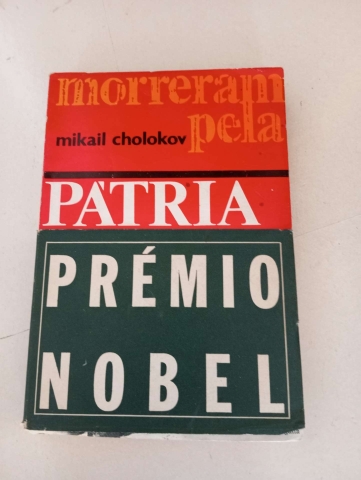 morreram
mikail cholokov pela
PÁTRIA
PRÉMIO
NOBEL